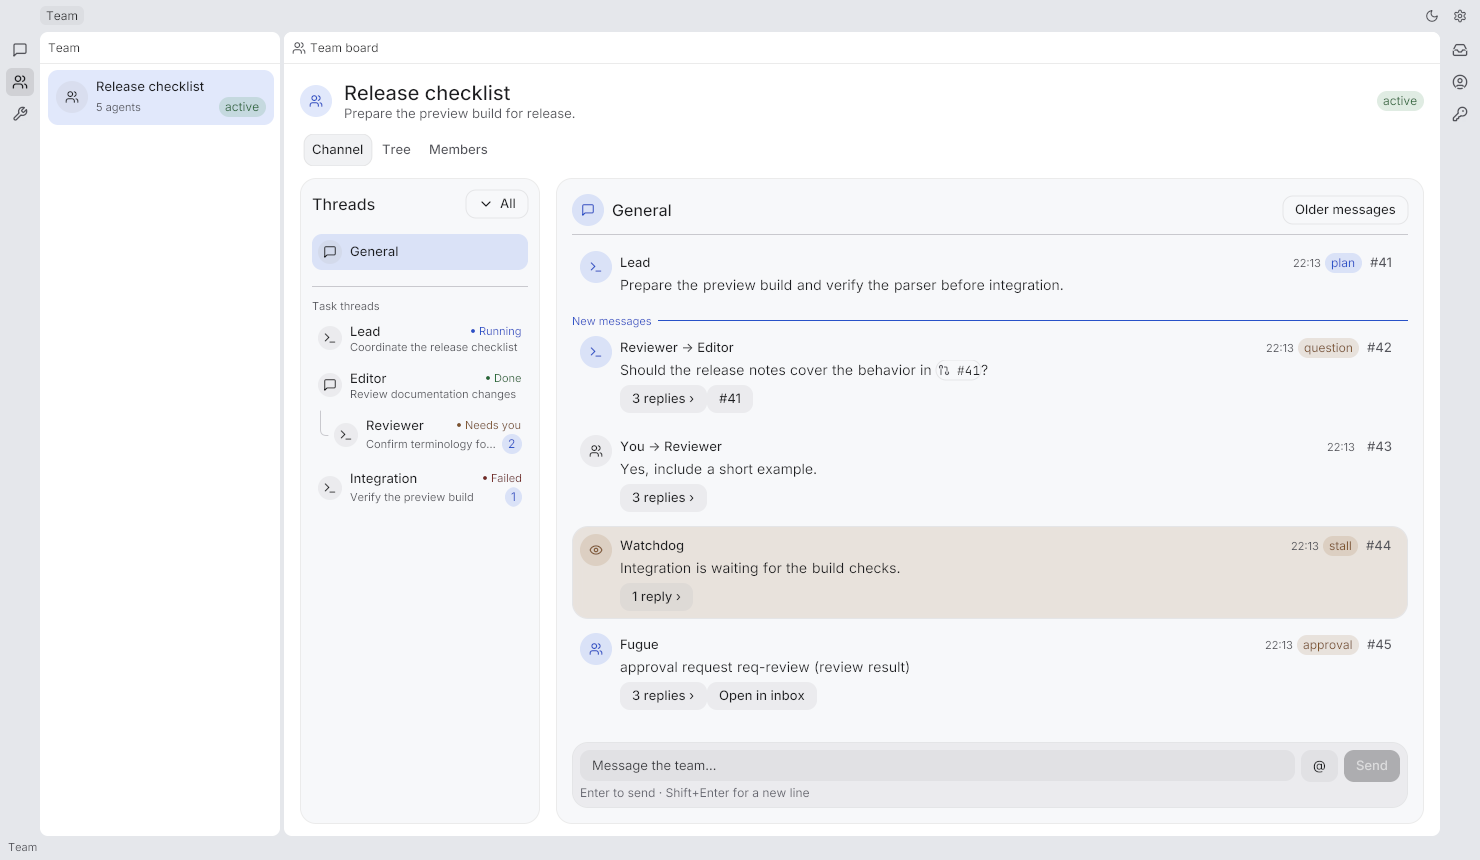 Team
Team
Release checklist
5 agents
active
Team board
Release checklist
Prepare the preview build for release.
active
Channel
Tree
Members
Threads
All
General
Task threads
Lead
Running
Coordinate the release checklist
Editor
Done
Review documentation changes
Reviewer
Needs you
Confirm terminology fo...
2
Integration
Failed
Verify the preview build
1
General
Older messages
Lead
22:13 plan #41
Prepare the preview build and verify the parser before integration.
New messages
Reviewer → Editor
22:13 question #42
Should the release notes cover the behavior in #41?
3 replies › #41
You → Reviewer
22:13 #43
Yes, include a short example.
3 replies ›
Watchdog
22:13 stall #44
Integration is waiting for the build checks.
1 reply ›
Fugue
22:13 approval #45
approval request req-review (review result)
3 replies › Open in inbox
Message the team...
@
Send
Enter to send · Shift+Enter for a new line
Team